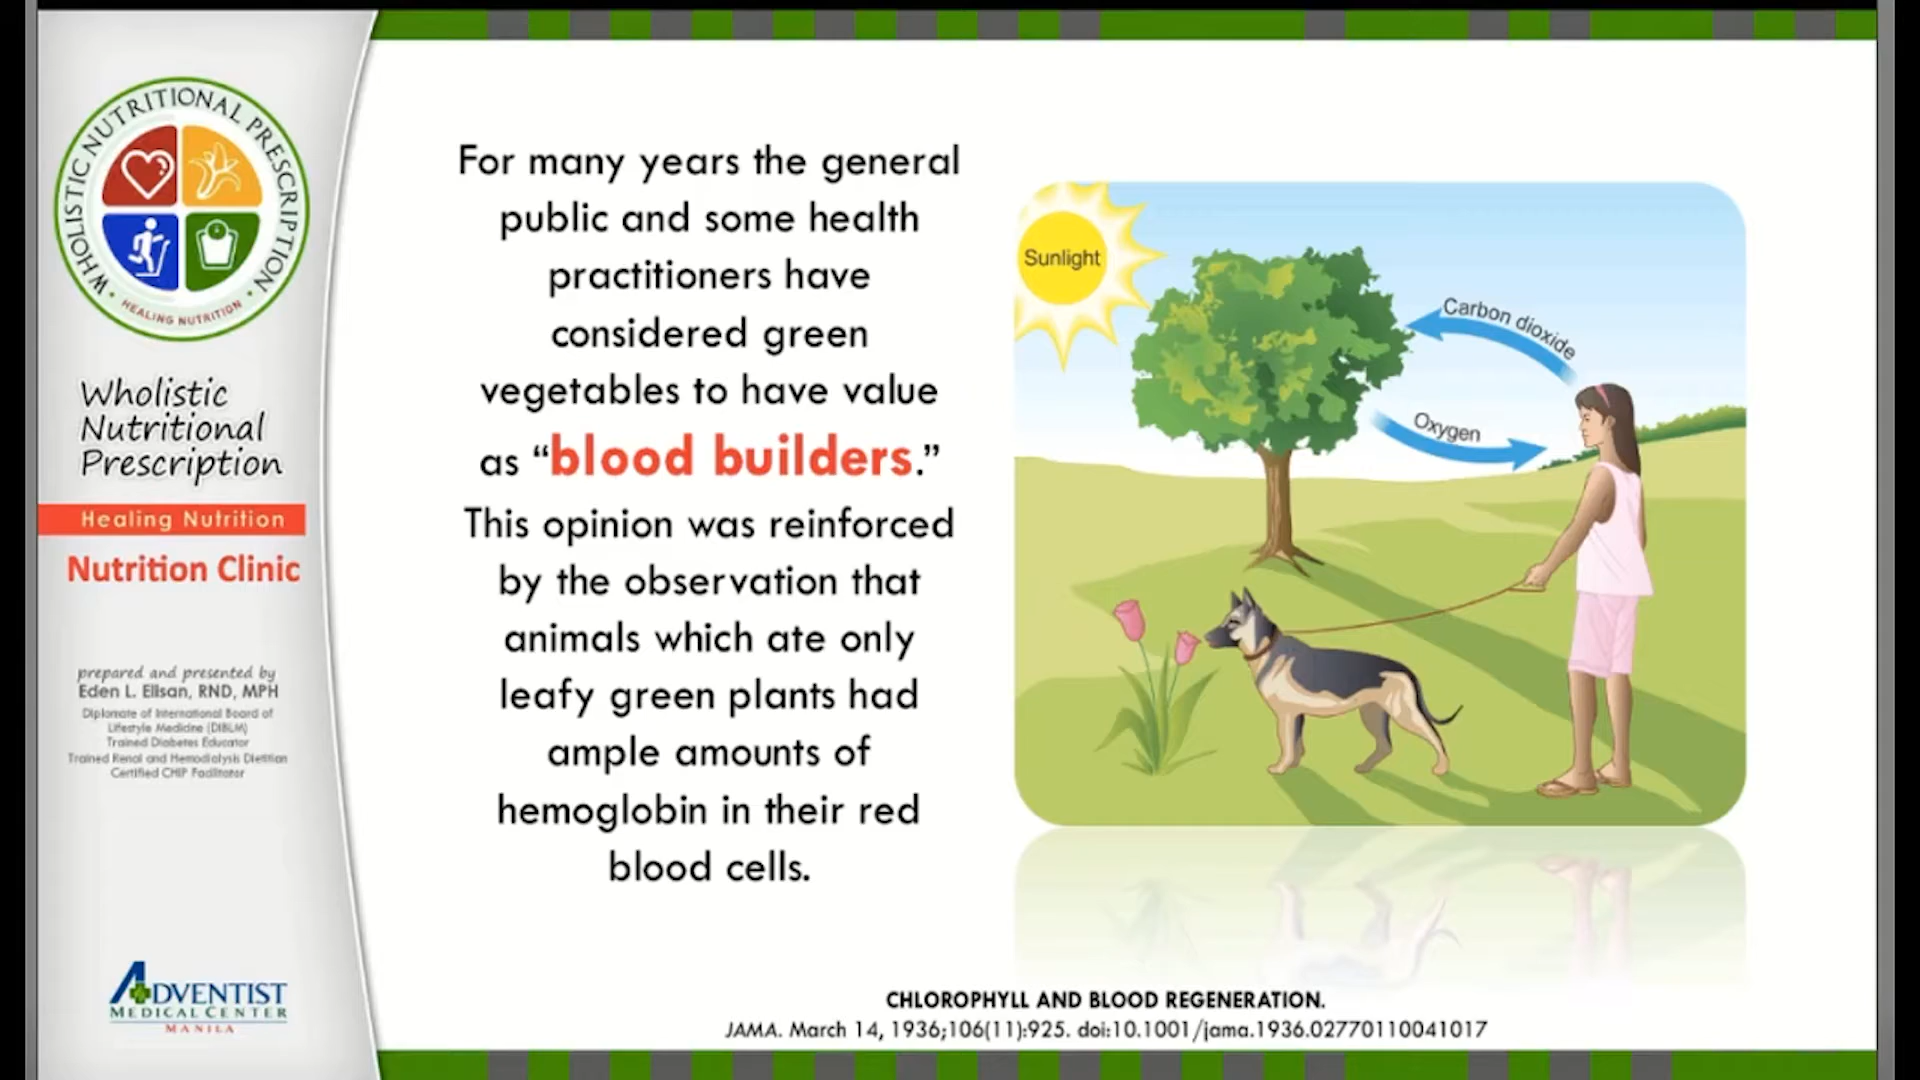 WHOLISTIC NUTRITIONAL PRESCRIPTION
• HEALING NUTRITION •
Wholistic
Nutritional
Prescription
Healing Nutrition
Nutrition Clinic
prepared and presented by
Eden L. Elisan, RND, MPH
Diplomate of International Board of
Lifestyle Medicine (DIBLM)
Trained Diabetes Educator
Trained Renal and Hemodialysis Dietitian
Certified CHIP Facilitator
ADVENTIST
MEDICAL CENTER
MANILA
For many years the general
public and some health
practitioners have
considered green
vegetables to have value
as “blood builders.”
This opinion was reinforced
by the observation that
animals which ate only
leafy green plants had
ample amounts of
hemoglobin in their red
blood cells.
Sunlight
Carbon dioxide
Oxygen
CHLOROPHYLL AND BLOOD REGENERATION.
JAMA. March 14, 1936;106(11):925. doi:10.1001/jama.1936.02770110041017